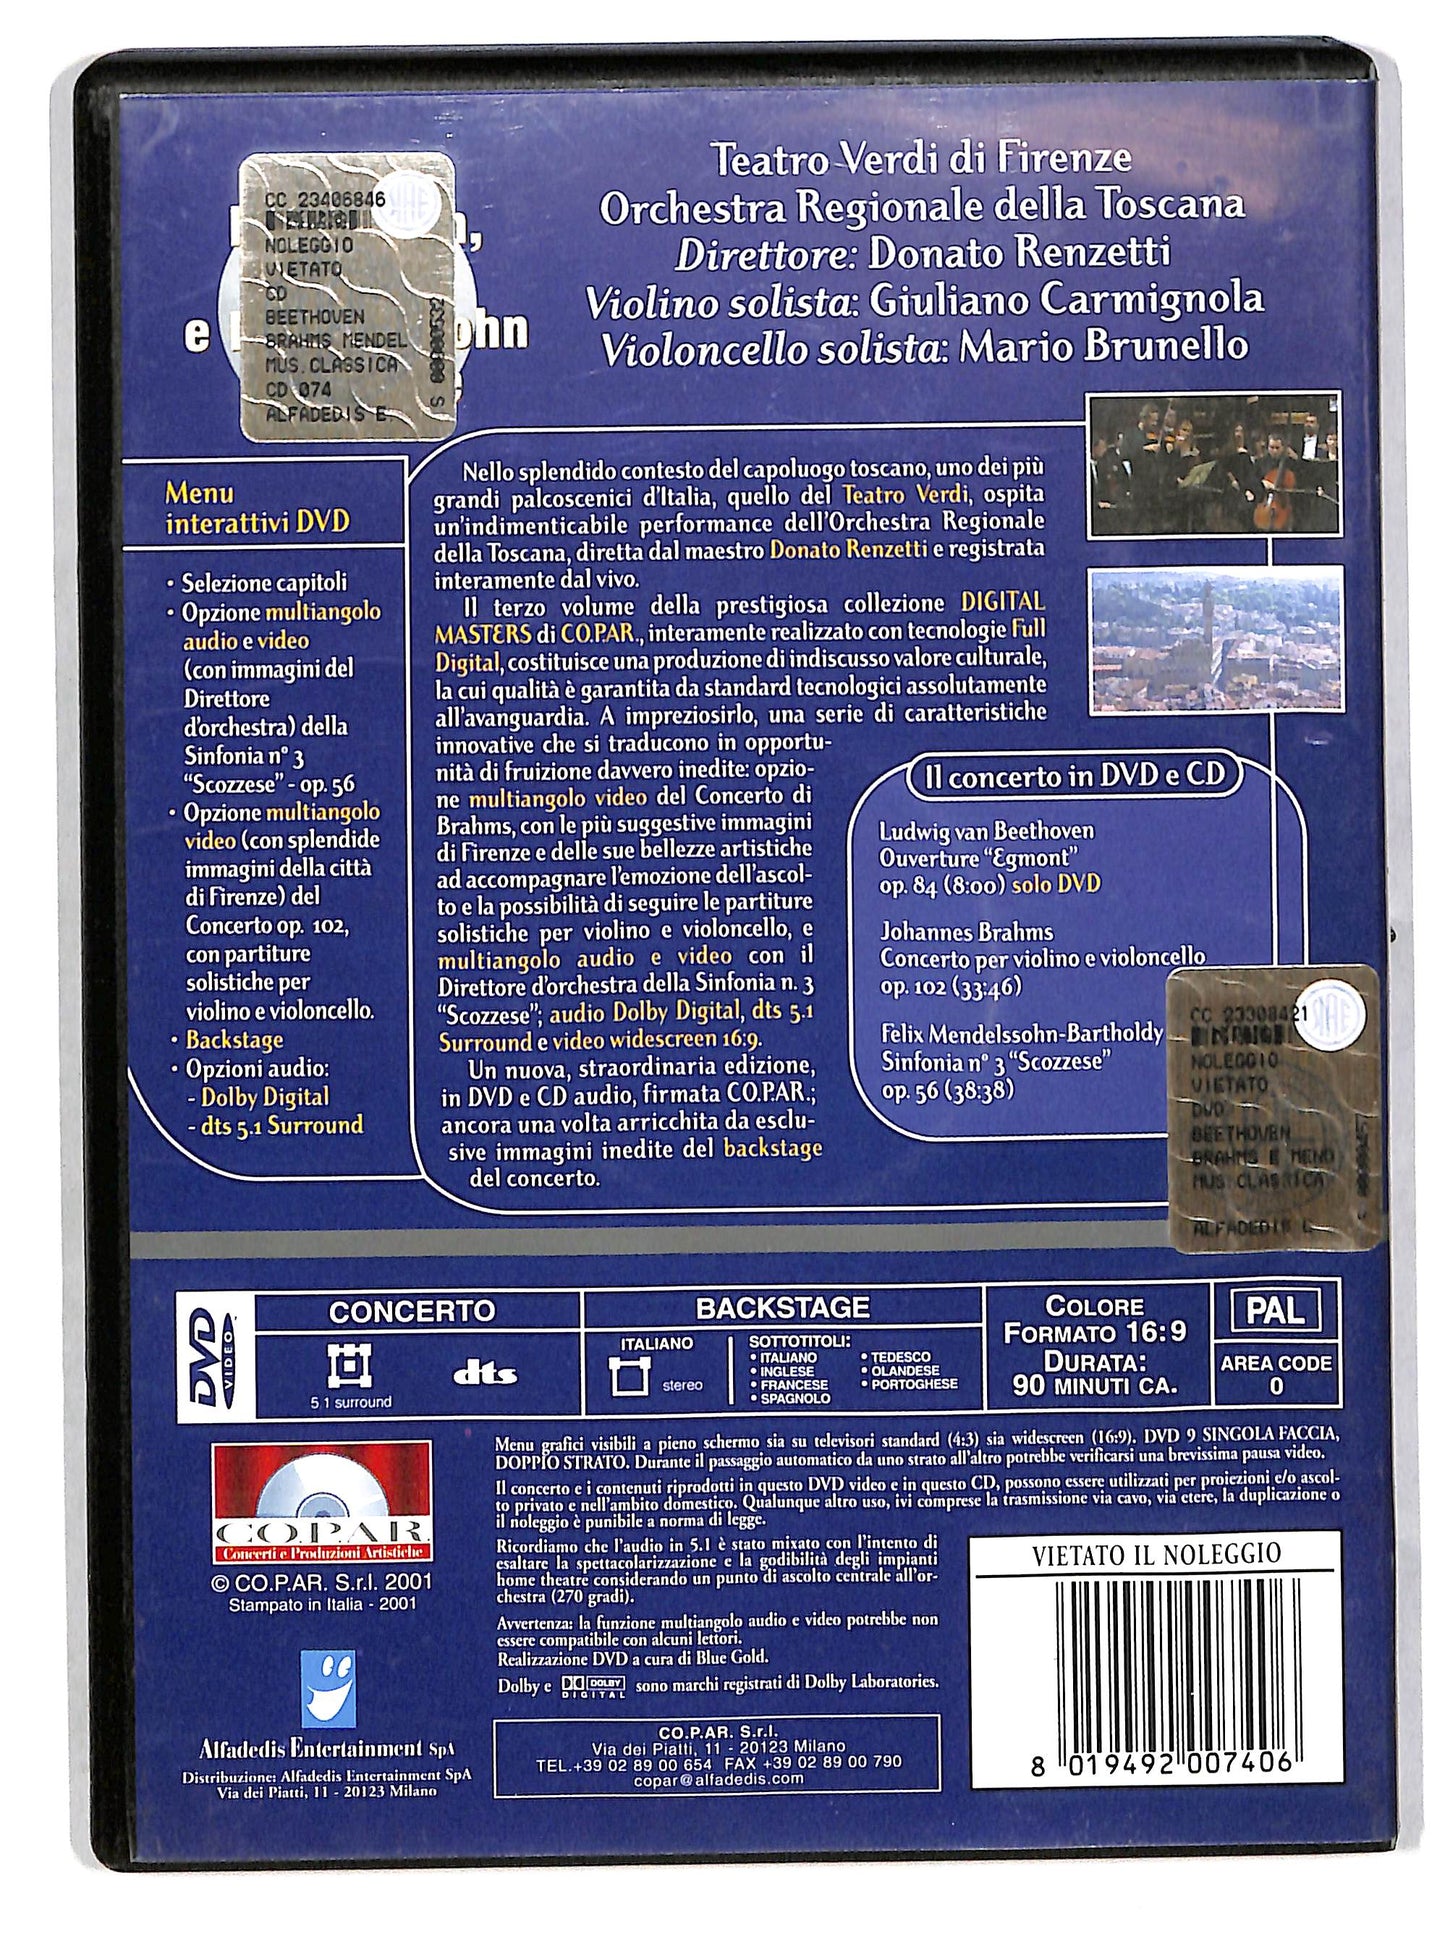 Teatro Verdi di Firenze
Orchestra Regionale della Toscana
Direttore: Donato Renzetti
Violino solista: Giuliano Carmignola
Violoncello solista: Mario Brunello
CC 23406846
NOLEGGIO
VIETATO
CD
BEETHOVEN
BRAHMS MENDEL
MUS.CLASSICA
CD 074
ALFADEDIS E
e
Menu
interattivi DVD
• Selezione capitoli
• Opzione multiangolo
audio e video
(con immagini del
Direttore
d'orchestra) della
Sinfonia n° 3
“Scozzese” - op. 56
• Opzione multiangolo
video (con splendide
immagini della città
di Firenze) del
Concerto op. 102,
con partiture
solistiche per
violino e violoncello.
• Backstage
• Opzioni audio:
- Dolby Digital
- dts 5.1 Surround
Nello splendido contesto del capoluogo toscano, uno dei più
grandi palcoscenici d'Italia, quello del Teatro Verdi, ospita
un'indimenticabile performance dell'Orchestra Regionale
della Toscana, diretta dal maestro Donato Renzetti e registrata
interamente dal vivo.
Il terzo volume della prestigiosa collezione DIGITAL
MASTERS di CO.PAR., interamente realizzato con tecnologie Full
Digital, costituisce una produzione di indiscusso valore culturale,
la cui qualità è garantita da standard tecnologici assolutamente
all'avanguardia. A impreziosirlo, una serie di caratteristiche
innovative che si traducono in opportu-
nità di fruizione davvero inedite: opzio-
ne multiangolo video del Concerto di
Brahms, con le più suggestive immagini
di Firenze e delle sue bellezze artistiche
ad accompagnare l'emozione dell'ascol-
to e la possibilità di seguire le partiture
solistiche per violino e violoncello, e
multiangolo audio e video con il
Direttore d'orchestra della Sinfonia n. 3
“Scozzese”; audio Dolby Digital, dts 5.1
Surround e video widescreen 16:9.
Un nuova, straordinaria edizione,
in DVD e CD audio, firmata CO.PAR.;
ancora una volta arricchita da esclu-
sive immagini inedite del backstage
del concerto.
Il concerto in DVD e CD
Ludwig van Beethoven
Ouverture “Egmont”
op. 84 (8:00) solo DVD
Johannes Brahms
Concerto per violino e violoncello
op. 102 (33:46)
Felix Mendelssohn-Bartholdy
Sinfonia n° 3 “Scozzese”
op. 56 (38:38)
CC 23308421
NOLEGGIO
VIETATO
DVD
BEETHOVEN
BRAHMS E MEND
MUS.CLASSICA
DVD VIDEO
CONCERTO
5 1 surround
dts
BACKSTAGE
ITALIANO
stereo
SOTTOTITOLI:
• ITALIANO
• INGLESE
• FRANCESE
• SPAGNOLO
• TEDESCO
• OLANDESE
• PORTOGHESE
COLORE
FORMATO 16:9
DURATA:
90 MINUTI CA.
PAL
AREA CODE
0
CO.PAR.
Concerti e Produzioni Artistiche
© CO.PAR. S.r.l. 2001
Stampato in Italia - 2001
Alfadedis Entertainment SpA
Distribuzione: Alfadedis Entertainment SpA
Via dei Piatti, 11 - 20123 Milano
Menu grafici visibili a pieno schermo sia su televisori standard (4:3) sia widescreen (16:9). DVD 9 SINGOLA FACCIA,
DOPPIO STRATO. Durante il passaggio automatico da uno strato all'altro potrebbe verificarsi una brevissima pausa video.
Il concerto e i contenuti riprodotti in questo DVD video e in questo CD, possono essere utilizzati per proiezioni e/o ascol-
to privato e nell'ambito domestico. Qualunque altro uso, ivi comprese la trasmissione via cavo, via etere, la duplicazione o
il noleggio è punibile a norma di legge.
Ricordiamo che l'audio in 5.1 è stato mixato con l'intento di
esaltare la spettacolarizzazione e la godibilità degli impianti
home theatre considerando un punto di ascolto centrale all'or-
chestra (270 gradi).
Avvertenza: la funzione multiangolo audio e video potrebbe non
essere compatibile con alcuni lettori.
Realizzazione DVD a cura di Blue Gold.
Dolby e DOLBY DIGITAL sono marchi registrati di Dolby Laboratories.
CO.PAR. S.r.l.
Via dei Piatti, 11 - 20123 Milano
TEL.+39 02 89 00 654 FAX +39 02 89 00 790
copar@alfadedis.com
VIETATO IL NOLEGGIO
8 019492 007406